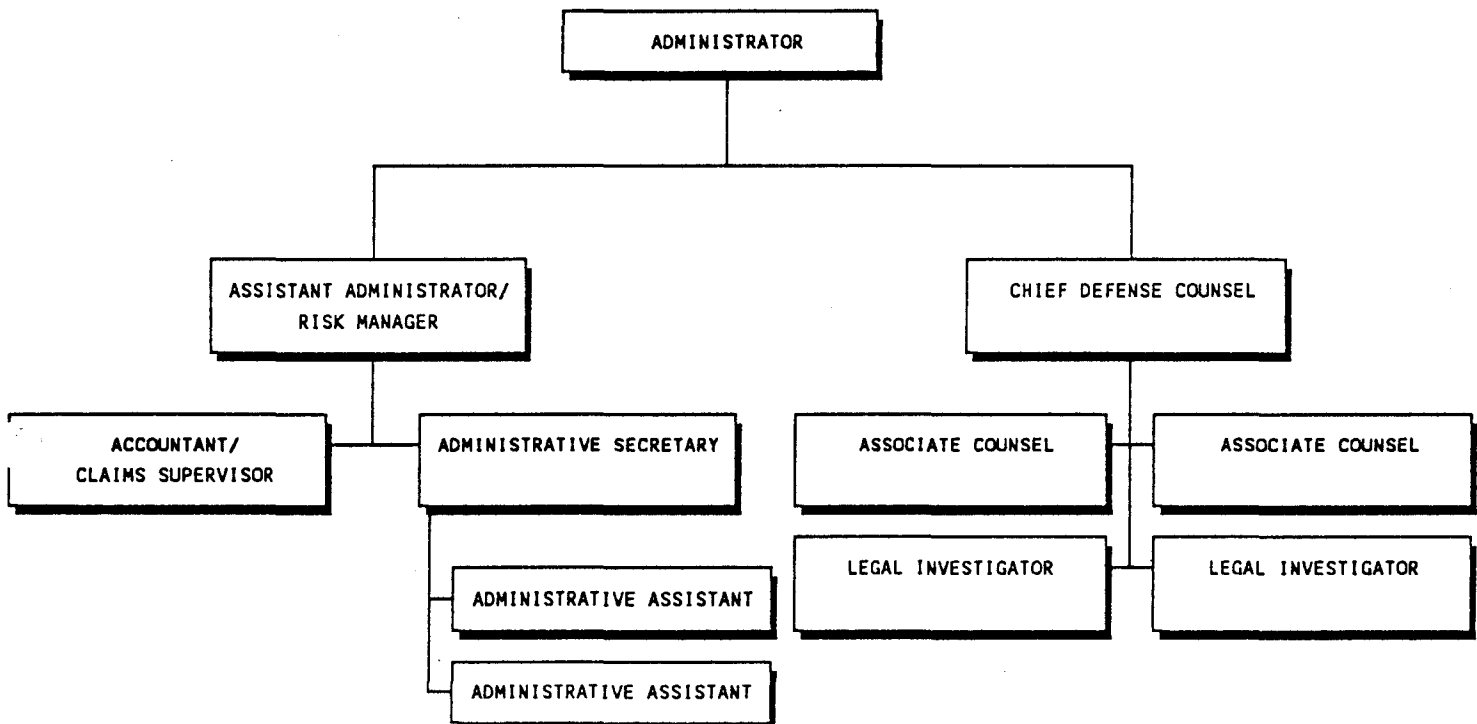 ADMINISTRATOR
ASSISTANT ADMINISTRATOR/
RISK MANAGER
CHIEF DEFENSE COUNSEL
ACCOUNTANT/
CLAIMS SUPERVISOR
ADMINISTRATIVE SECRETARY
ASSOCIATE COUNSEL
ASSOCIATE COUNSEL
LEGAL INVESTIGATOR
LEGAL INVESTIGATOR
ADMINISTRATIVE ASSISTANT
ADMINISTRATIVE ASSISTANT